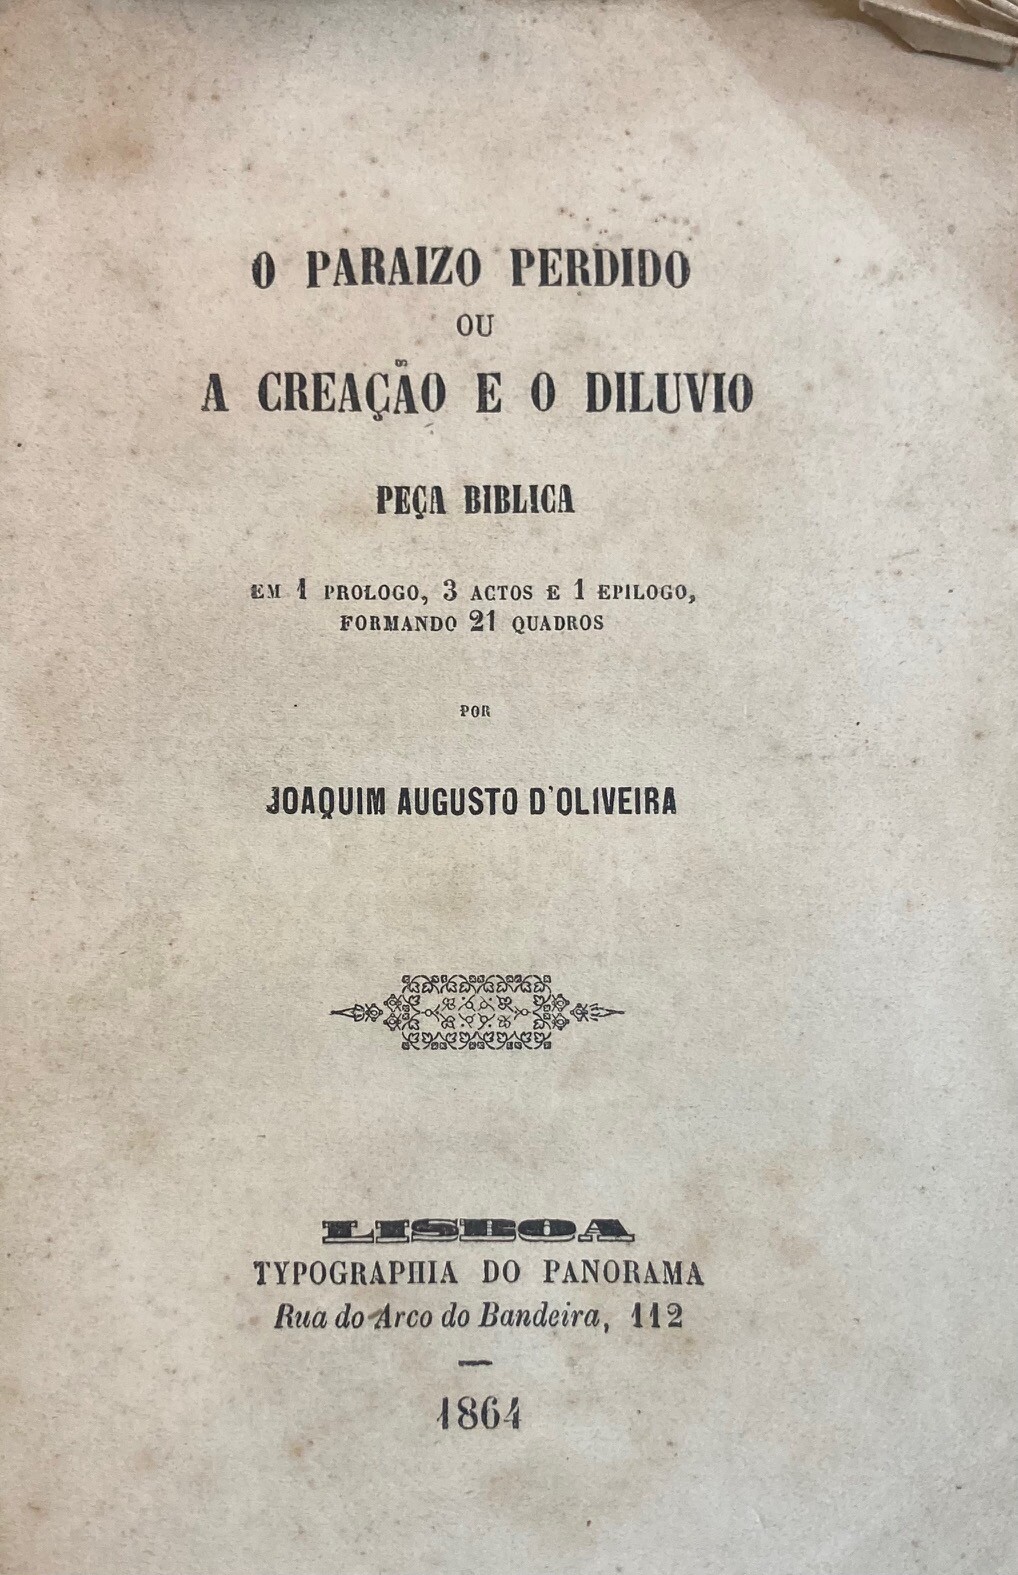 O PARAIZO PERDIDO
OU
A CREAÇÃO E O DILUVIO
PEÇA BIBLICA
EM 1 PROLOGO, 3 ACTOS E 1 EPILOGO,
FORMANDO 21 QUADROS
POR
JOAQUIM AUGUSTO D'OLIVEIRA
LISBOA
TYPOGRAPHIA DO PANORAMA
Rua do Arco do Bandeira, 112
1864